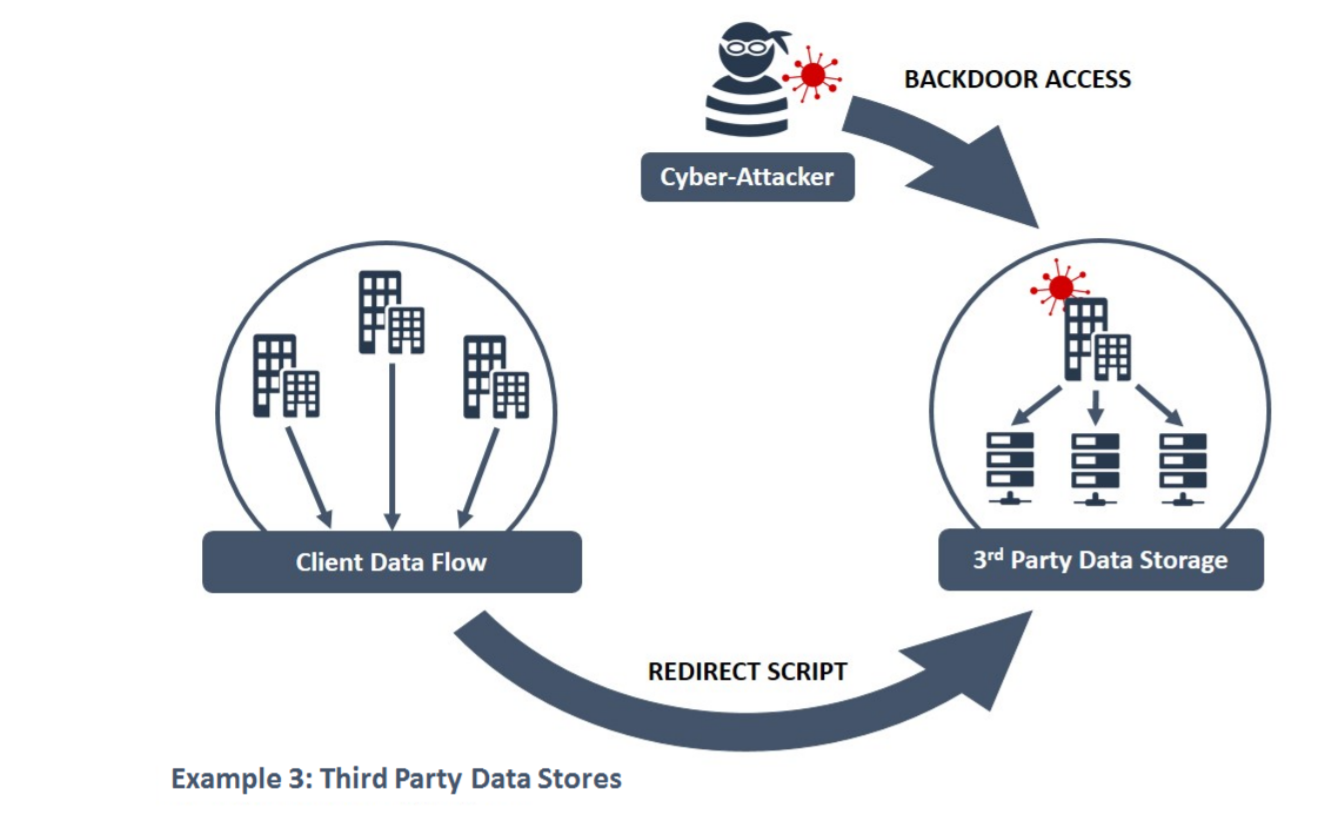 BACKDOOR ACCESS
Cyber-Attacker
Client Data Flow
3rd Party Data Storage
REDIRECT SCRIPT
Example 3: Third Party Data Stores